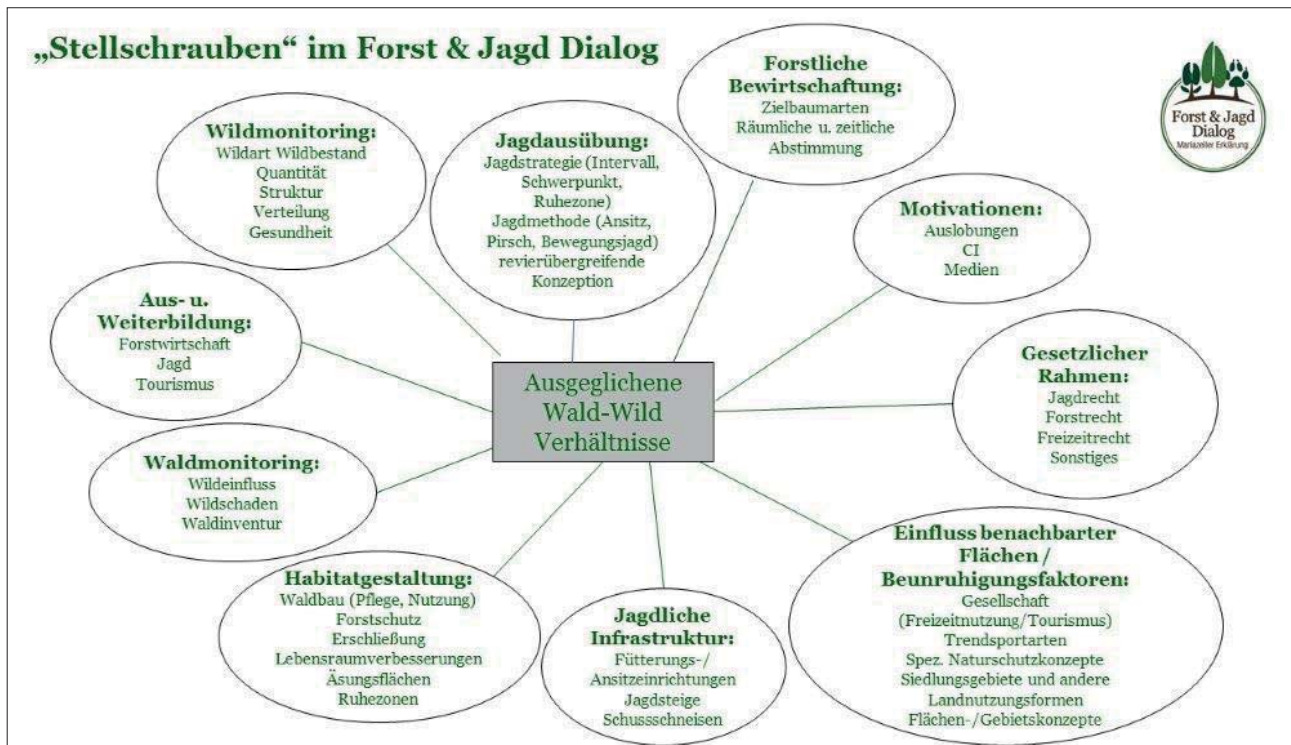 „Stellschrauben“ im Forst & Jagd Dialog
Forst & Jagd
Dialog
Mariazeller Erklärung
Forstliche
Bewirtschaftung:
Zielbaumarten
Räumliche u. zeitliche
Abstimmung
Wildmonitoring:
Wildart Wildbestand
Quantität
Struktur
Verteilung
Gesundheit
Jagdausübung:
Jagdstrategie (Intervall,
Schwerpunkt,
Ruhezone)
Jagdmethode (Ansitz,
Pirsch, Bewegungsjagd)
revierübergreifende
Konzeption
Motivationen:
Auslobungen
CI
Medien
Aus- u.
Weiterbildung:
Forstwirtschaft
Jagd
Tourismus
Ausgeglichene
Wald-Wild
Verhältnisse
Gesetzlicher
Rahmen:
Jagdrecht
Forstrecht
Freizeitrecht
Sonstiges
Waldmonitoring:
Wildeinfluss
Wildschaden
Waldinventur
Habitatgestaltung:
Waldbau (Pflege, Nutzung)
Forstschutz
Erschließung
Lebensraumverbesserungen
Äsungsflächen
Ruhezonen
Jagdliche
Infrastruktur:
Fütterungs-/
Ansitzeinrichtungen
Jagdsteige
Schussschneisen
Einfluss benachbarter
Flächen /
Beunruhigungsfaktoren:
Gesellschaft
(Freizeitnutzung/Tourismus)
Trendsportarten
Spez. Naturschutzkonzepte
Siedlungsgebiete und andere
Landnutzungsformen
Flächen-/Gebietskonzepte